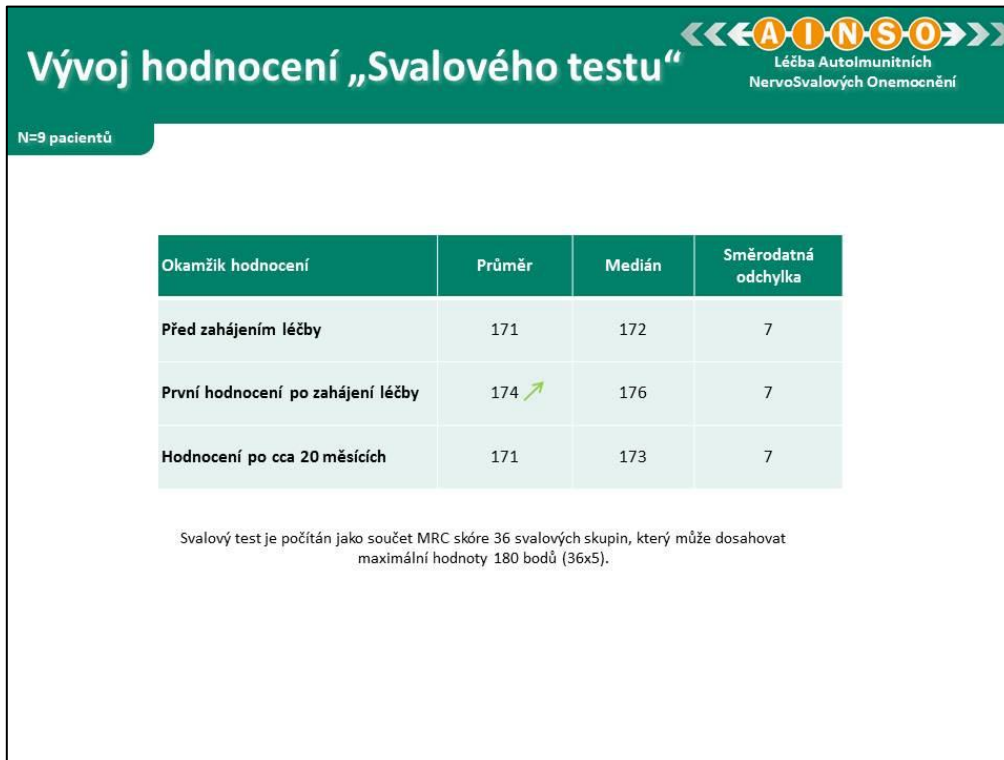 Vývoj hodnocení „Svalového testu“
A-I-N-S-O
Léčba AutoImunitních
NervoSvalových Onemocnění
N=9 pacientů
Okamžik hodnocení Průměr Medián Směrodatná odchylka
Před zahájením léčby 171 172 7
První hodnocení po zahájení léčby 174 176 7
Hodnocení po cca 20 měsících 171 173 7
Svalový test je počítán jako součet MRC skóre 36 svalových skupin, který může dosahovat
maximální hodnoty 180 bodů (36x5).